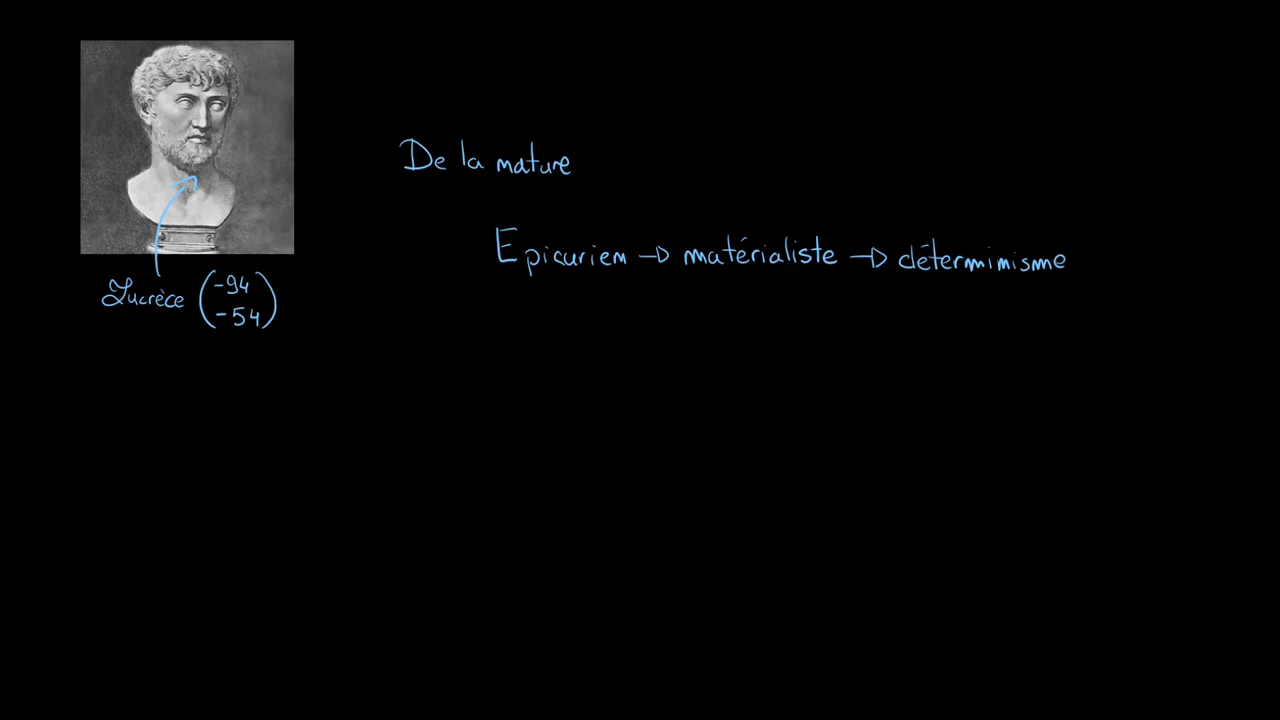 De la nature
Epicurien → matérialiste → déterminisme
Lucrèce (-94
-54)